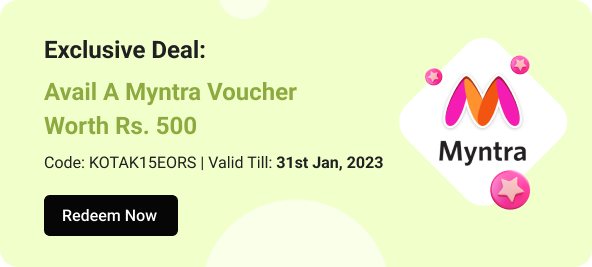 Exclusive Deal:
Avail A Myntra Voucher
Worth Rs. 500
Code: KOTAK15EORS | Valid Till: 31st Jan, 2023
Redeem Now
Myntra